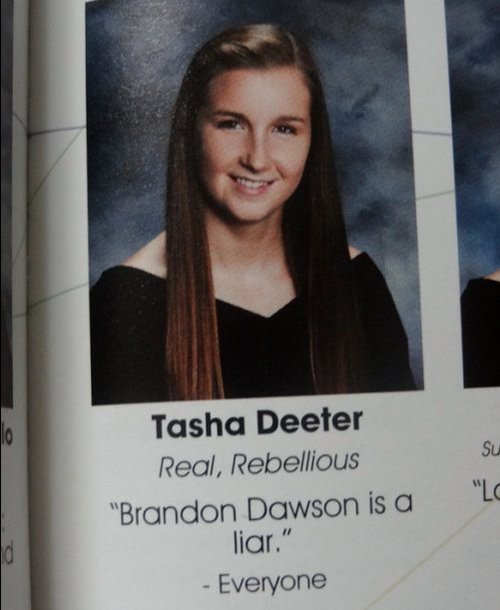 Tasha Deeter
Real, Rebellious
"Brandon Dawson is a
liar."
- Everyone